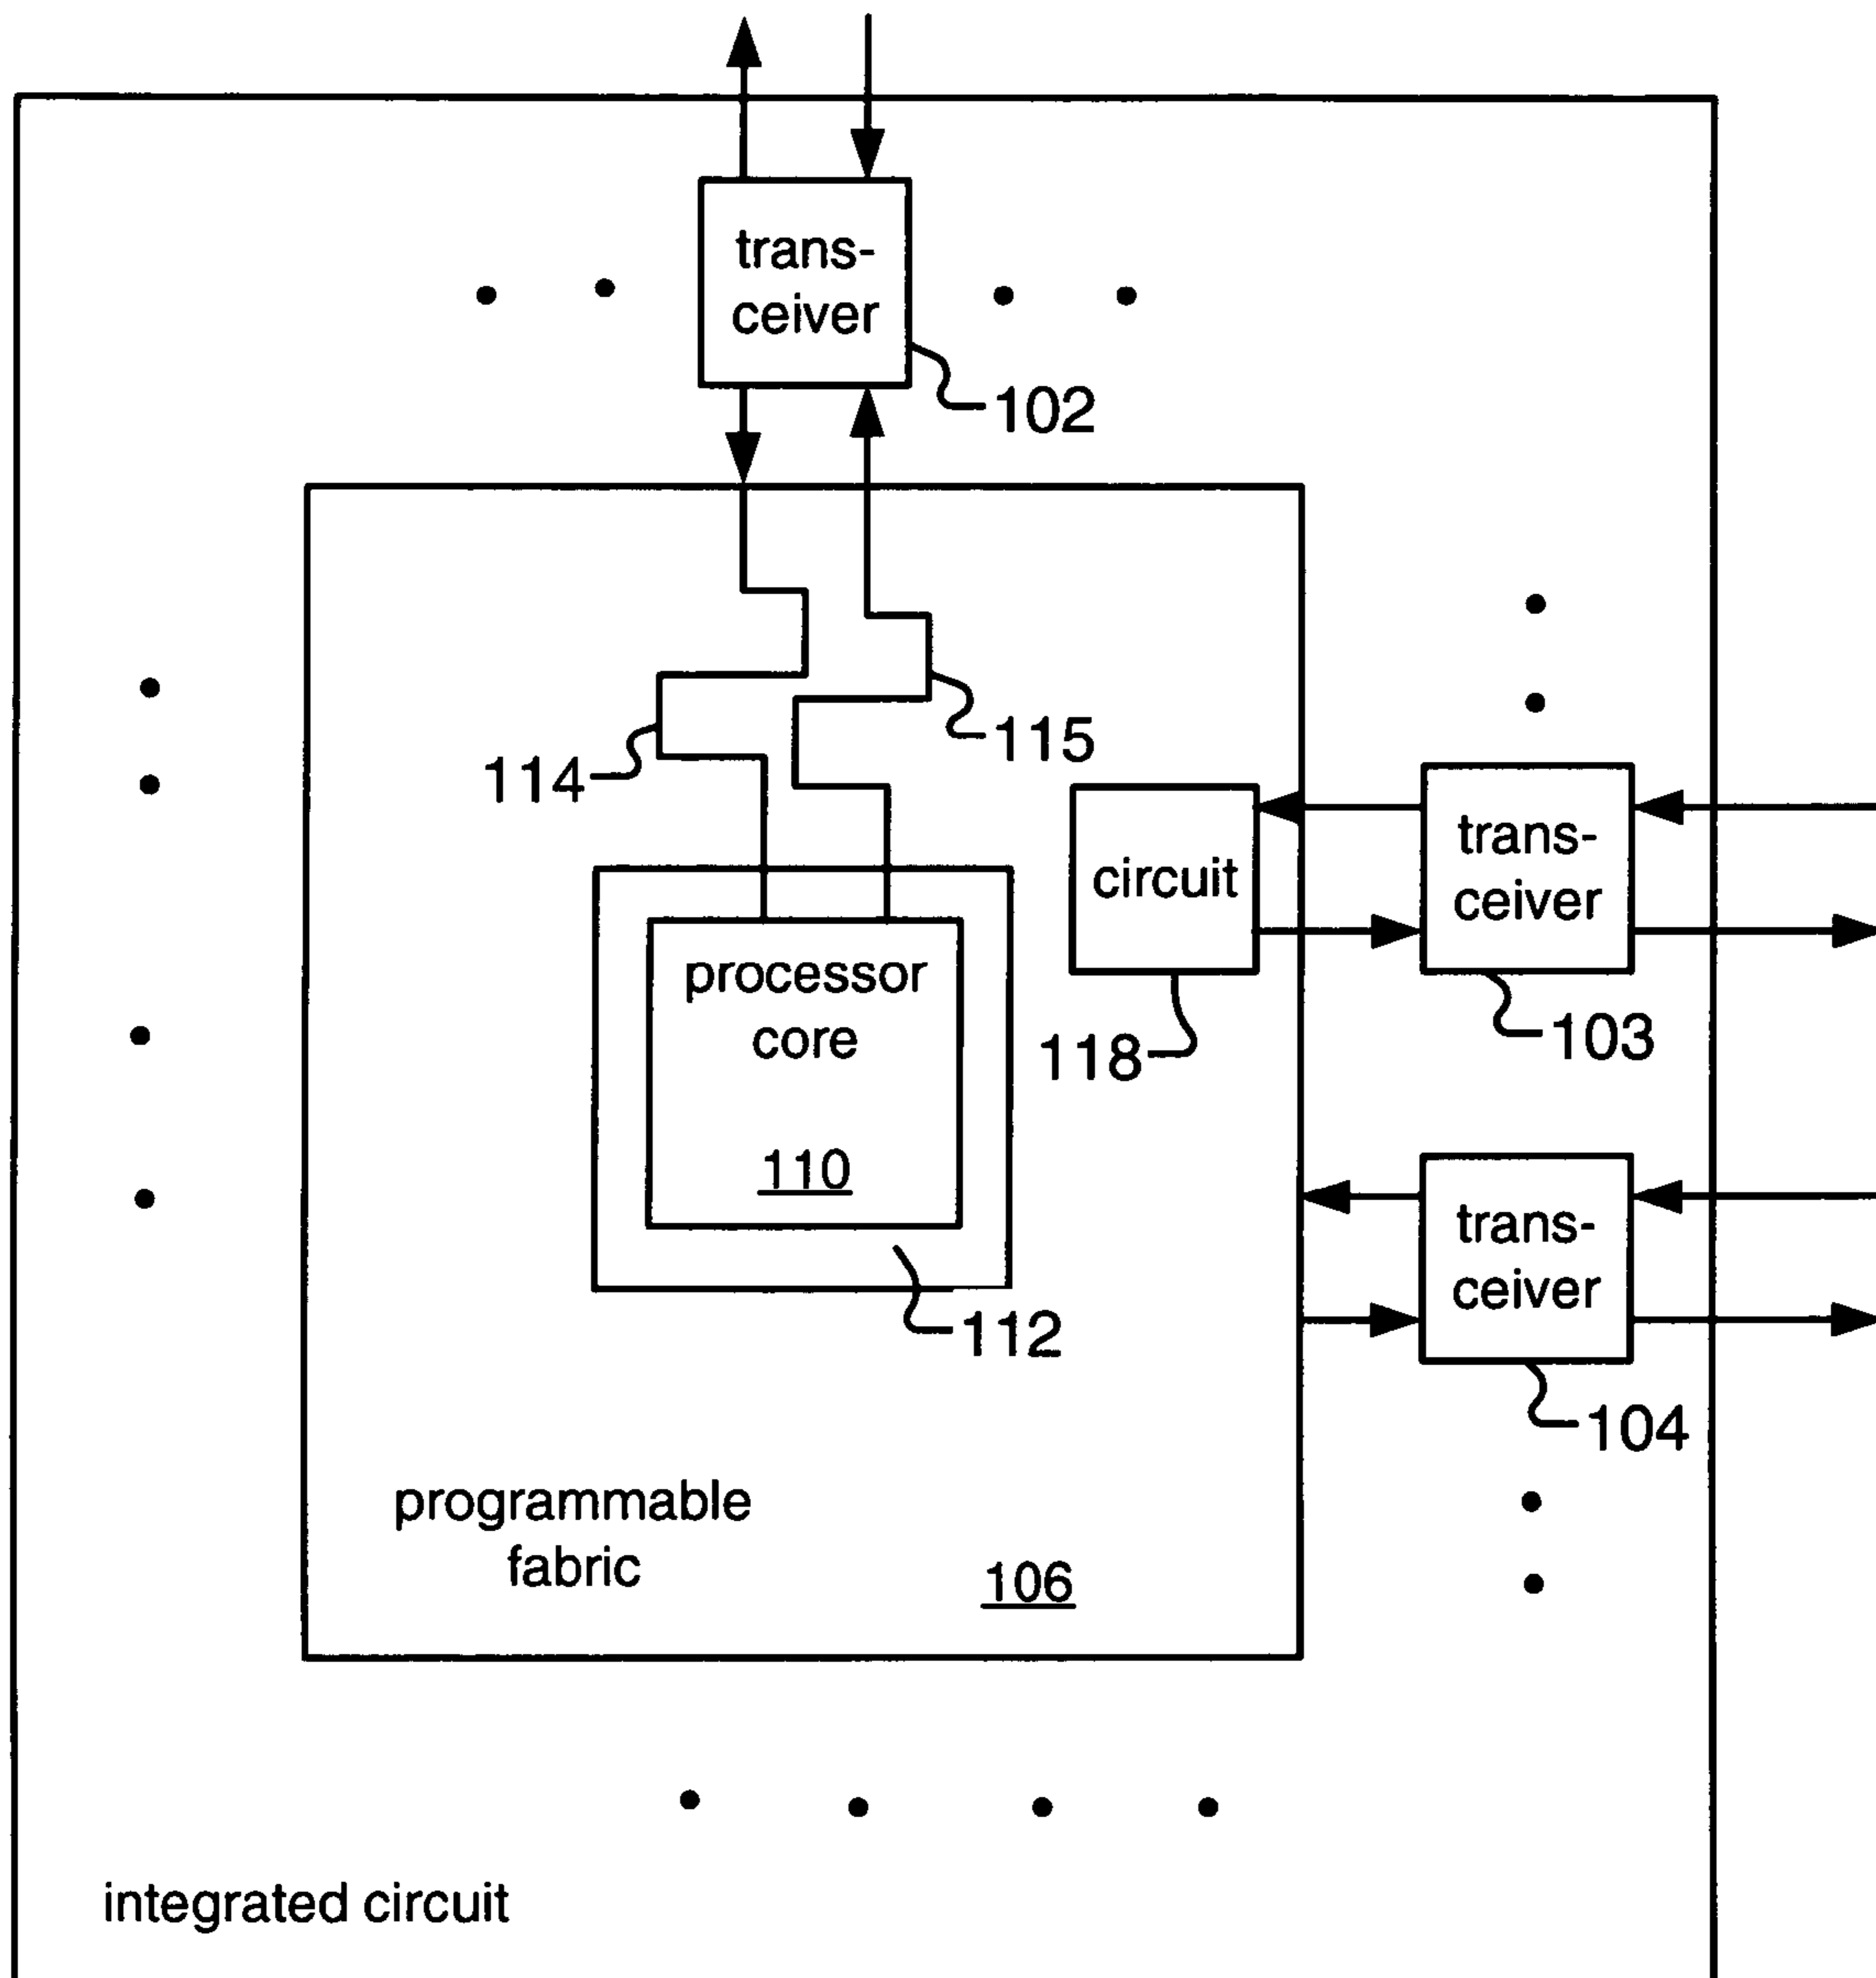 trans-
ceiver
102
114
115
circuit
trans-
ceiver
processor
core
118
103
110
trans-
ceiver
112
104
programmable
fabric
106
integrated circuit